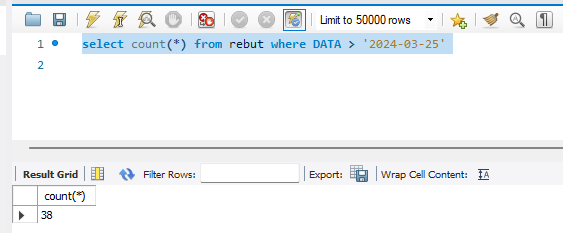 Limit to 50000 rows
1 select count(*) from rebut where DATA > '2024-03-25'
2
Result Grid Filter Rows: Export: Wrap Cell Content:
count(*)
38